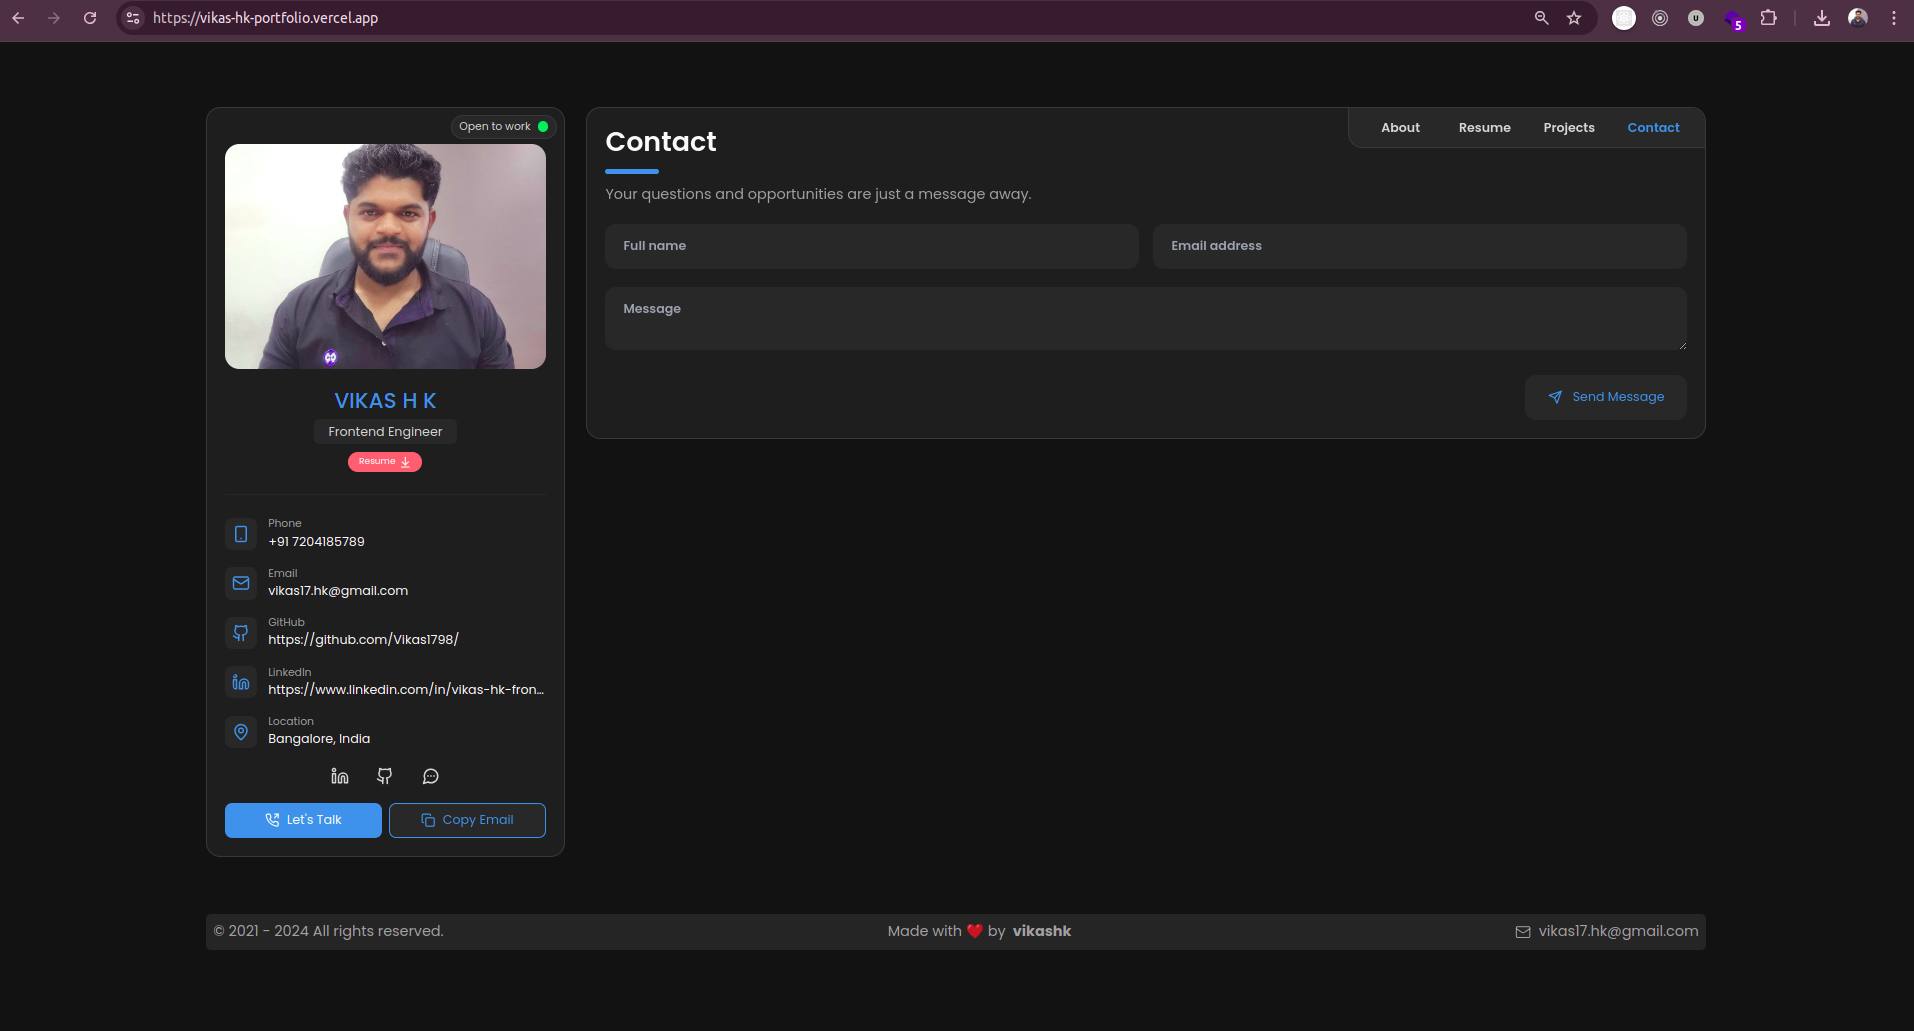 https://vikas-hk-portfolio.vercel.app
U
5
Open to work
VIKAS H K
Frontend Engineer
Resume
Phone
+91 7204185789
Email
vikas17.hk@gmail.com
GitHub
https://github.com/Vikas1798/
LinkedIn
https://www.linkedin.com/in/vikas-hk-fron...
Location
Bangalore, India
Let's Talk
Copy Email
About Resume Projects Contact
Contact
Your questions and opportunities are just a message away.
Full name
Email address
Message
Send Message
© 2021 - 2024 All rights reserved.
Made with ❤️ by vikashk
vikas17.hk@gmail.com